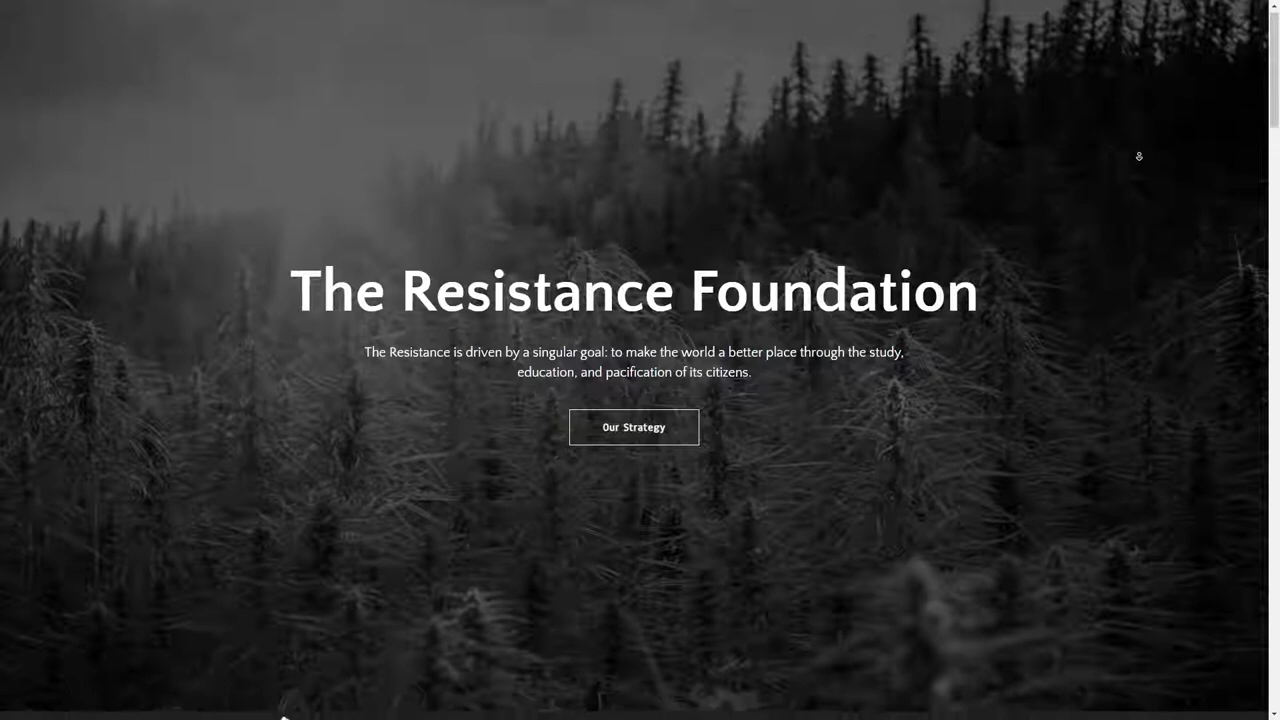 The Resistance Foundation
The Resistance is driven by a singular goal: to make the world a better place through the study,
education, and pacification of its citizens.
Our Strategy